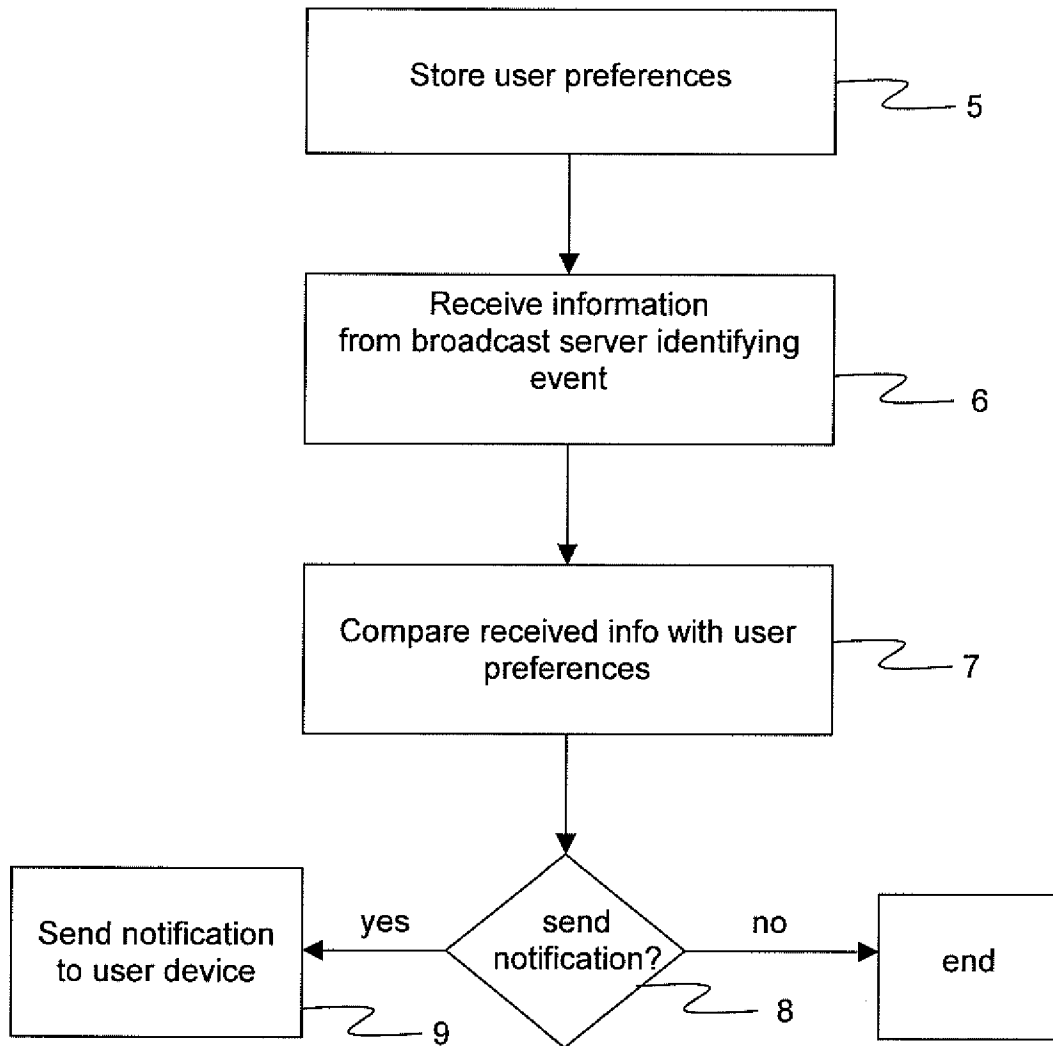 Store user preferences
5
Receive information
from broadcast server identifying
event
6
Compare received info with user
preferences
7
yes
send
notification?
no
Send notification
to user device
end
8
9